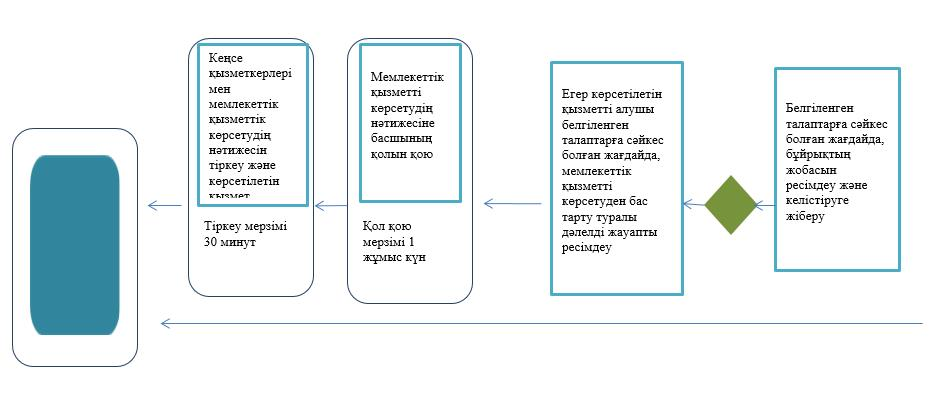 Кеңсе
қызметкерлері
мен
мемлекеттік
қызметтік
көрсетудің
нәтижесін
тіркеу және
көрсетілетін
қызмет
Тіркеу мерзімі
30 минут
Мемлекеттік
қызметті
көрсетудің
нәтижесіне
басшының
қолын қою
Қол қою
мерзімі 1
жұмыс күн
Егер көрсетілетін
қызметті алушы
белгіленген
талаптарға сәйкес
болған жағдайда,
мемлекеттік
қызметті
көрсетуден бас
тарту туралы
дәлелді жауапты
ресімдеу
Белгіленген
талаптарға сәйкес
болған жағдайда,
бұйрықтың
жобасын
ресімдеу және
келістіруге
жіберу